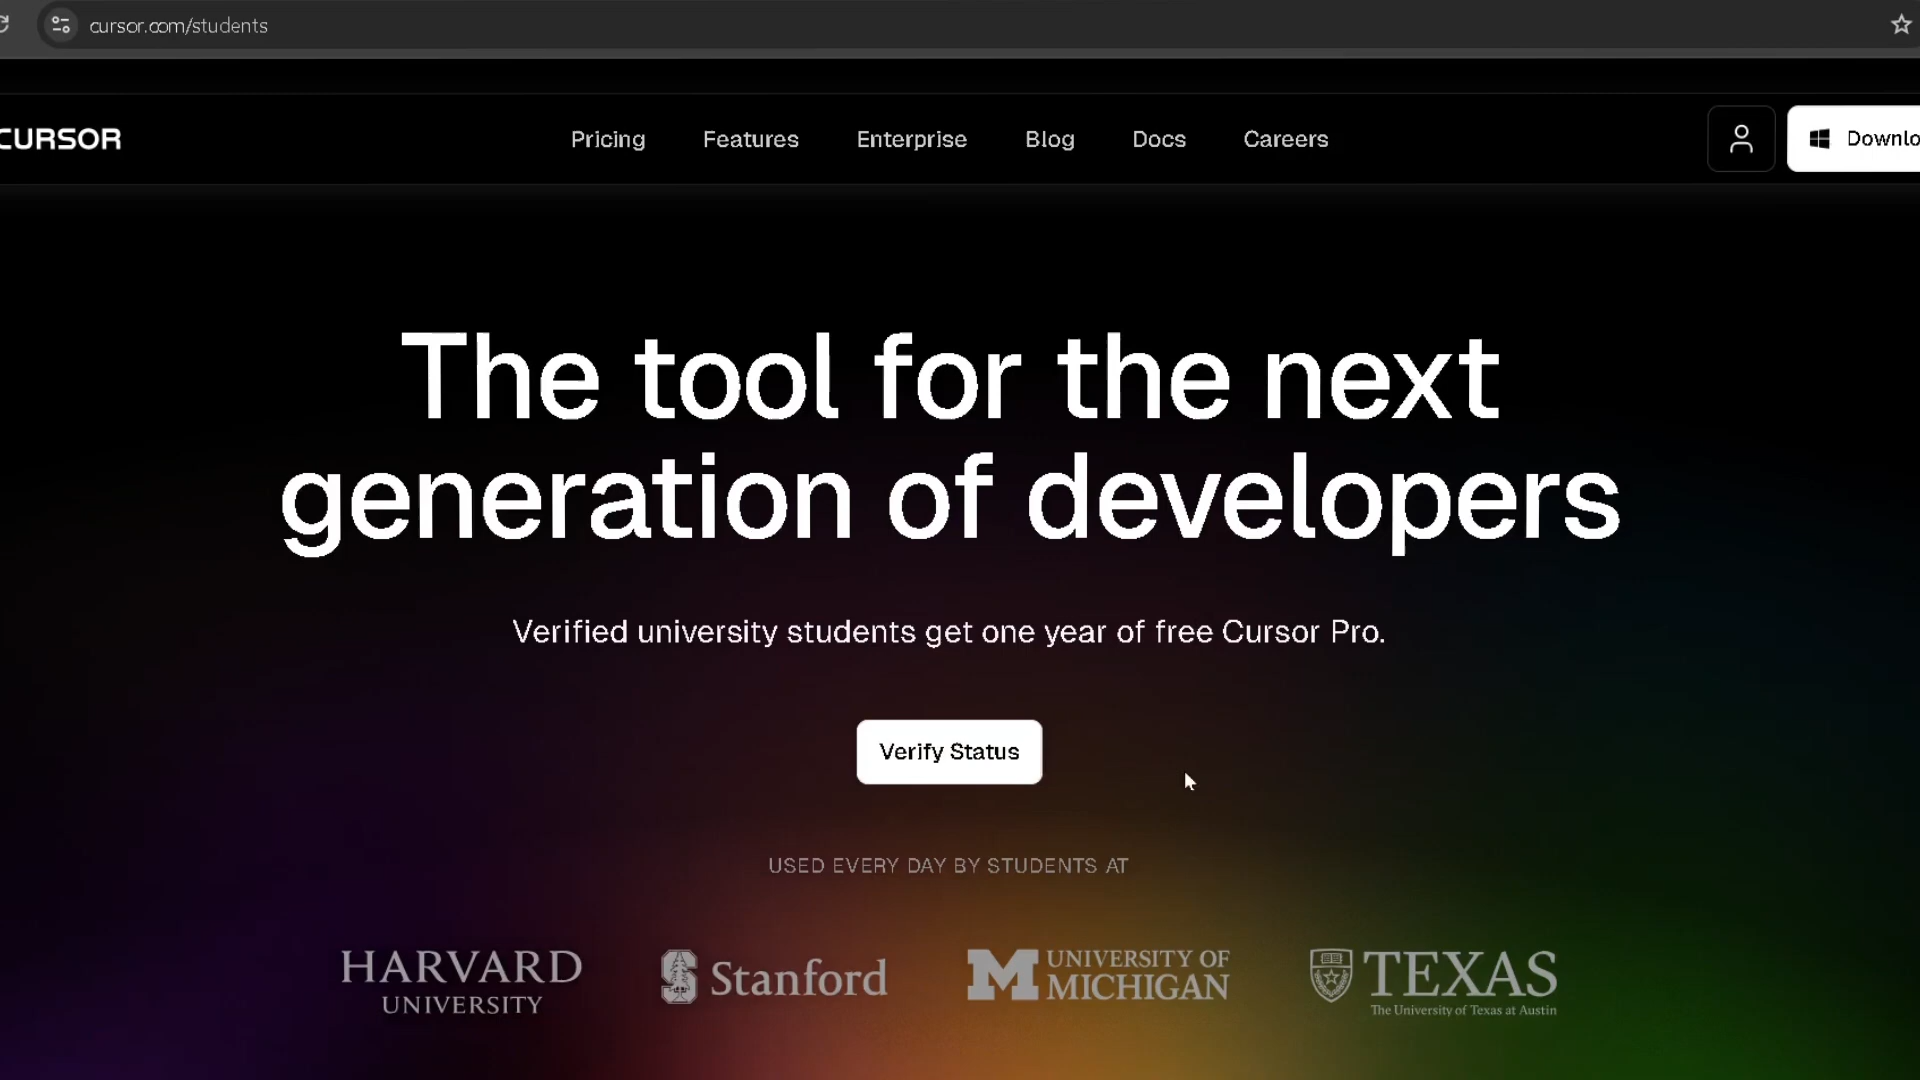 cursor.com/students
CURSOR
Pricing
Features
Enterprise
Blog
Docs
Careers
Downlo
The tool for the next
generation of developers
Verified university students get one year of free Cursor Pro.
Verify Status
USED EVERY DAY BY STUDENTS AT
HARVARD
UNIVERSITY
Stanford
M UNIVERSITY OF
MICHIGAN
TEXAS
The University of Texas at Austin